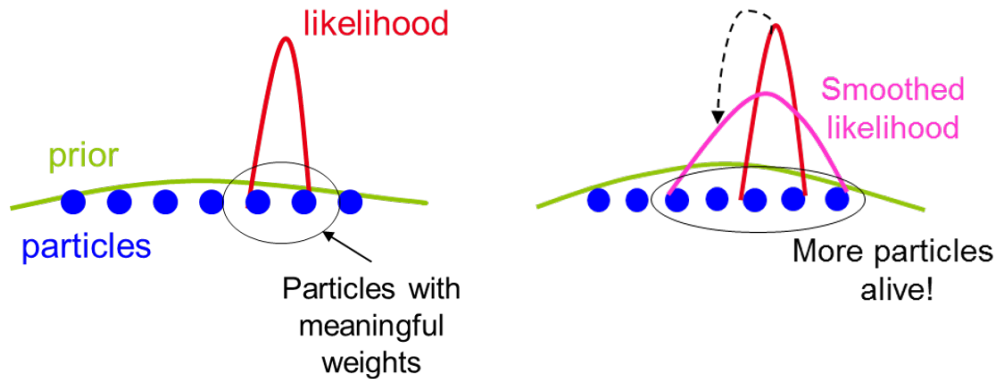 likelihood
prior
particles
Particles with
meaningful
weights
Smoothed
likelihood
More particles
alive!